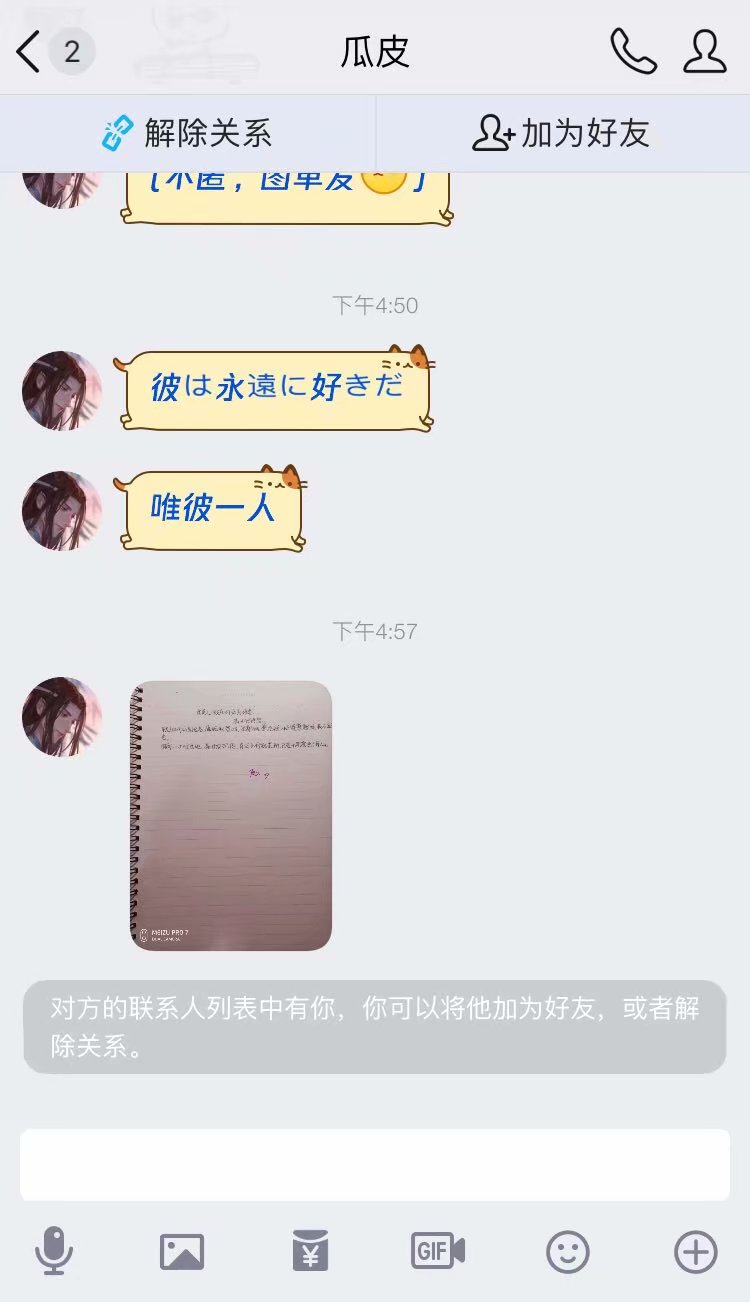 2
瓜皮
解除关系
加为好友
下午4:50
彼は永遠に好きだ
唯彼一人
下午4:57
MEIZU PRO 7
DUAL CAMERA
对方的联系人列表中有你，你可以将他加为好友，或者解
除关系。
GIF